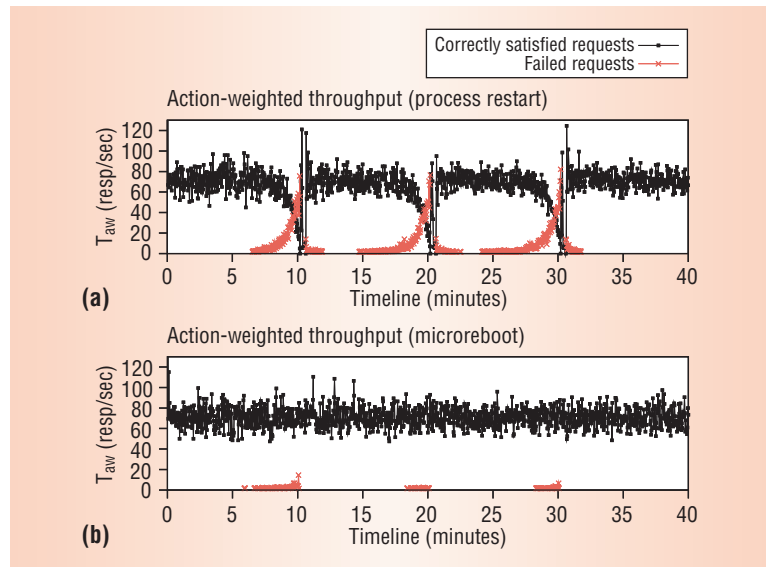 Correctly satisfied requests
Failed requests
Action-weighted throughput (process restart)
Taw (resp/sec)
120
100
80
60
40
20
0
0 5 10 15 20 25 30 35 40
Timeline (minutes)
(a)
Action-weighted throughput (microreboot)
Taw (resp/sec)
120
100
80
60
40
20
0
0 5 10 15 20 25 30 35 40
Timeline (minutes)
(b)